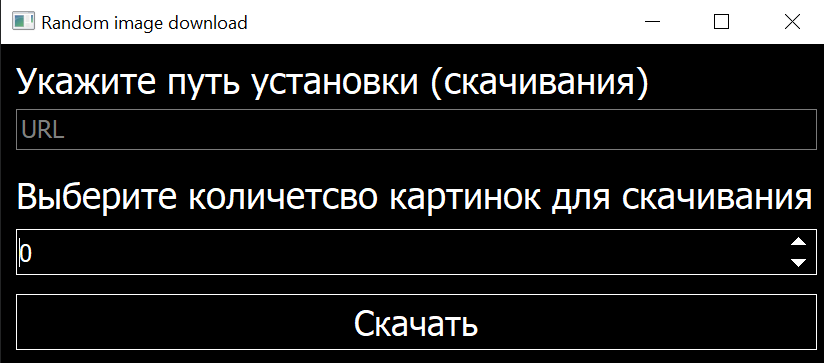 Random image download
Укажите путь установки (скачивания)
URL
Выберите количетсво картинок для скачивания
0
Скачать